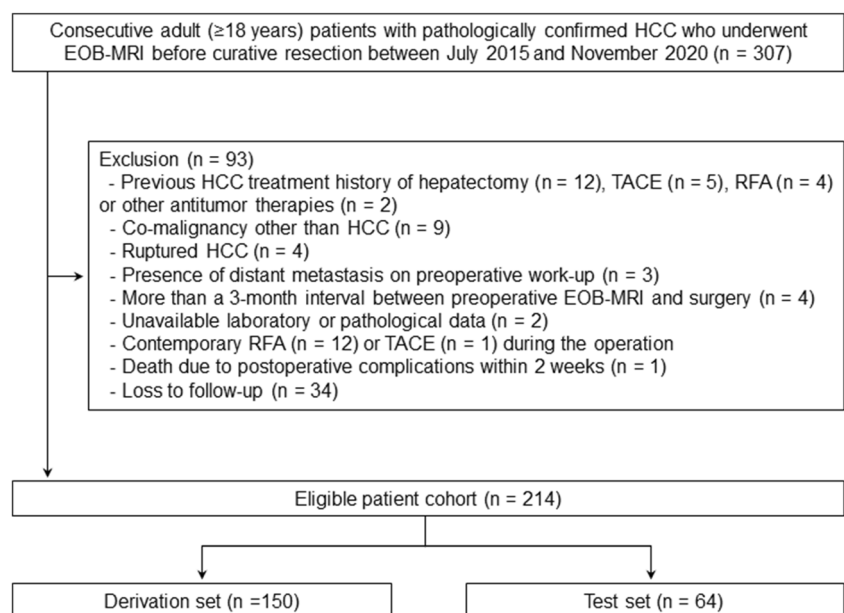 Consecutive adult (≥18 years) patients with pathologically confirmed HCC who underwent
EOB-MRI before curative resection between July 2015 and November 2020 (n = 307)
Exclusion (n = 93)
- Previous HCC treatment history of hepatectomy (n = 12), TACE (n = 5), RFA (n = 4)
or other antitumor therapies (n = 2)
- Co-malignancy other than HCC (n = 9)
- Ruptured HCC (n = 4)
- Presence of distant metastasis on preoperative work-up (n = 3)
- More than a 3-month interval between preoperative EOB-MRI and surgery (n = 4)
- Unavailable laboratory or pathological data (n = 2)
- Contemporary RFA (n = 12) or TACE (n = 1) during the operation
- Death due to postoperative complications within 2 weeks (n = 1)
- Loss to follow-up (n = 34)
Eligible patient cohort (n = 214)
Derivation set (n =150)
Test set (n = 64)